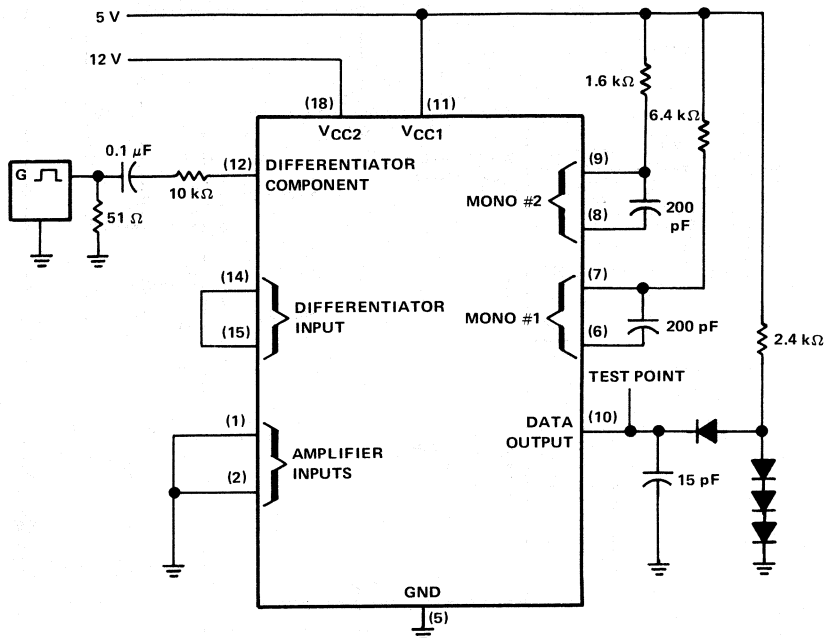 5 V
12 V
(18)
(11)
VCC2
VCC1
1.6 kΩ
6.4 kΩ
0.1 µF
(12)
DIFFERENTIATOR
COMPONENT
G
10 kΩ
51 Ω
(9)
MONO #2
(8)
200
pF
(14)
DIFFERENTIATOR
INPUT
(15)
(7)
MONO #1
(6)
200 pF
2.4 kΩ
TEST POINT
(1)
AMPLIFIER
INPUTS
(2)
DATA
OUTPUT
(10)
15 pF
GND
(5)